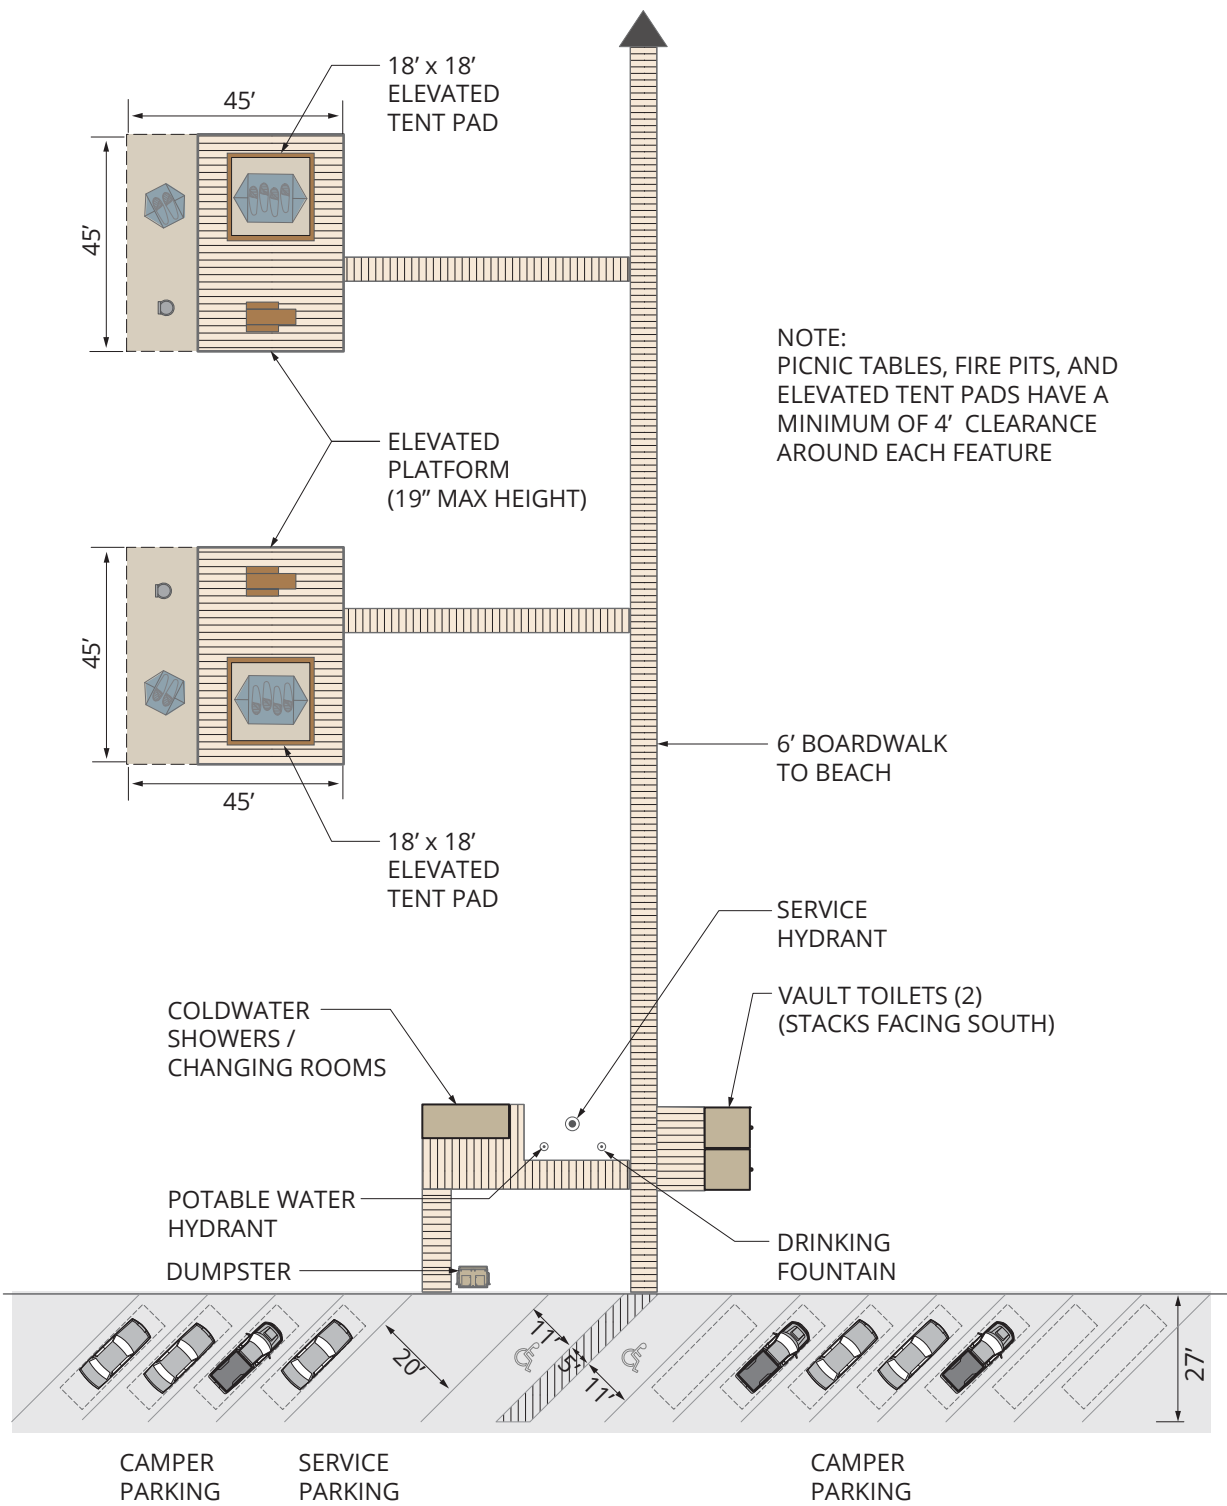 18’ x 18’
ELEVATED
TENT PAD
45’
45’
NOTE:
PICNIC TABLES, FIRE PITS, AND
ELEVATED TENT PADS HAVE A
MINIMUM OF 4’ CLEARANCE
AROUND EACH FEATURE
ELEVATED
PLATFORM
(19” MAX HEIGHT)
45’
45’
6’ BOARDWALK
TO BEACH
18’ x 18’
ELEVATED
TENT PAD
SERVICE
HYDRANT
VAULT TOILETS (2)
(STACKS FACING SOUTH)
COLDWATER
SHOWERS /
CHANGING ROOMS
POTABLE WATER
HYDRANT
DRINKING
FOUNTAIN
DUMPSTER
20’
11’
5’
11’
27’
CAMPER
PARKING
SERVICE
PARKING
CAMPER
PARKING